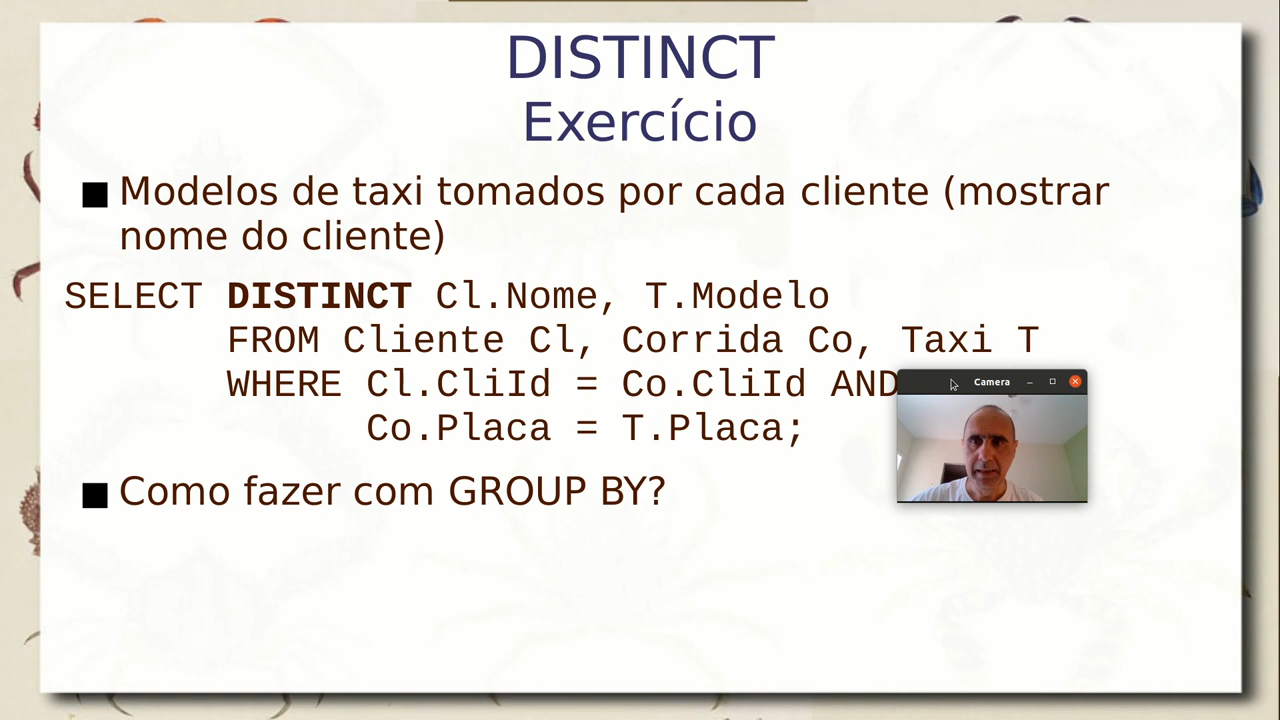 DISTINCT
Exercício
Modelos de taxi tomados por cada cliente (mostrar
nome do cliente)
SELECT DISTINCT Cl.Nome, T.Modelo
FROM Cliente Cl, Corrida Co, Taxi T
WHERE Cl.CliId = Co.CliId AND
Co.Placa = T.Placa;
Camera
Como fazer com GROUP BY?